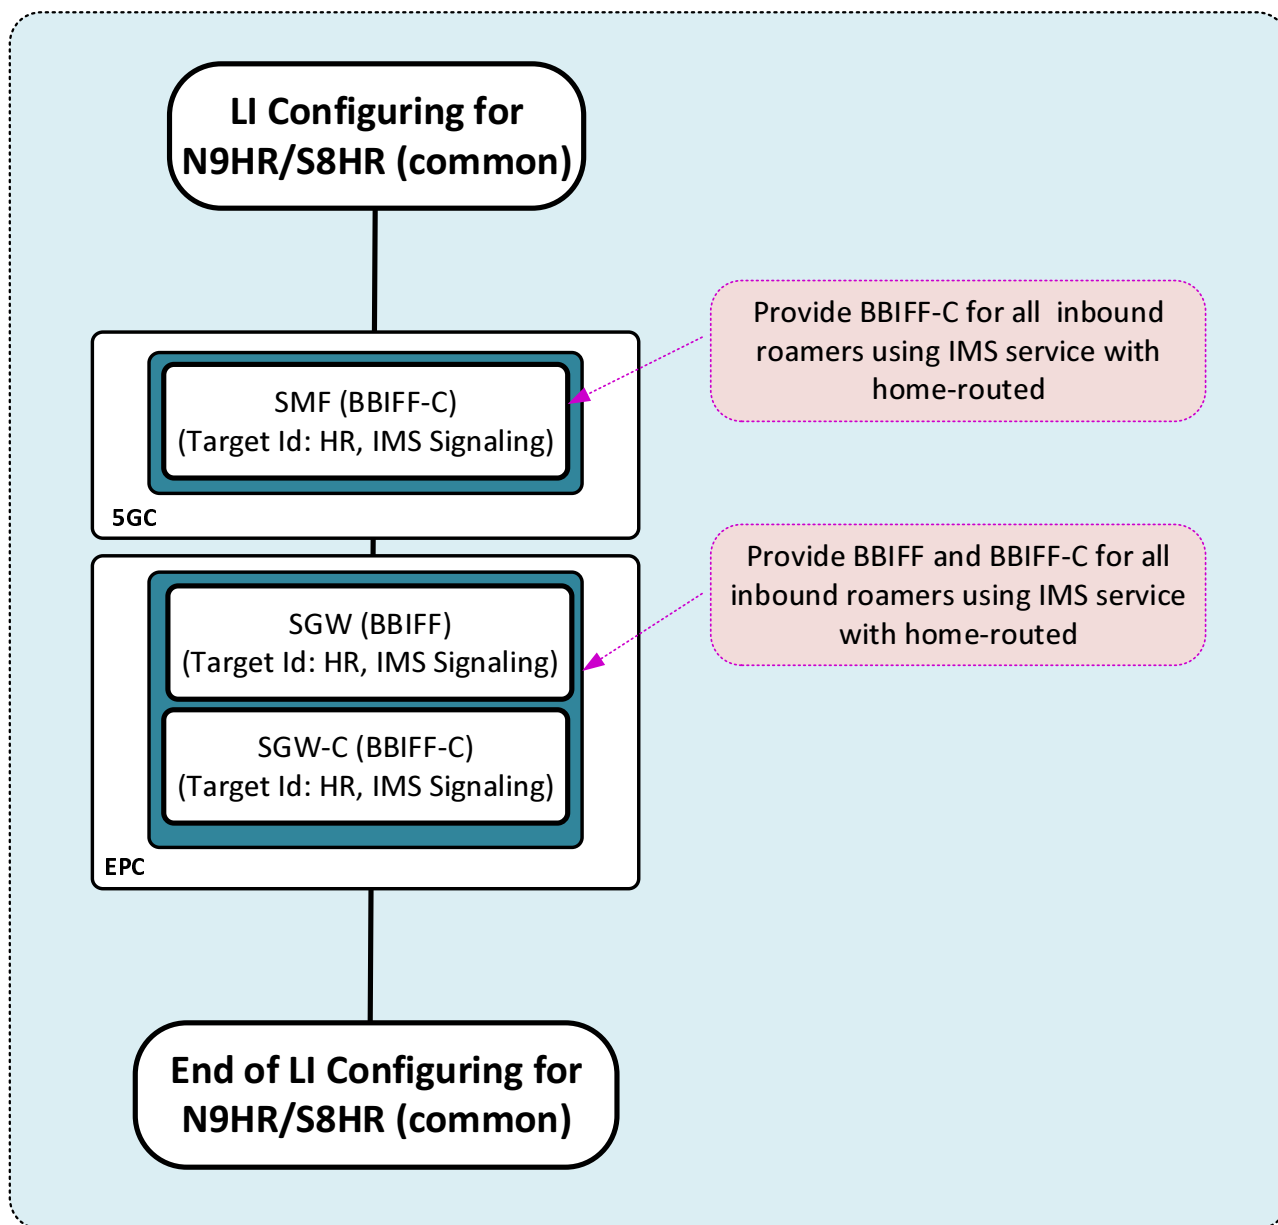 LI Configuring for
N9HR/S8HR (common)
Provide BBIFF-C for all inbound
roamers using IMS service with
home-routed
SMF (BBIFF-C)
(Target Id: HR, IMS Signaling)
5GC
Provide BBIFF and BBIFF-C for all
inbound roamers using IMS service
with home-routed
SGW (BBIFF)
(Target Id: HR, IMS Signaling)
SGW-C (BBIFF-C)
(Target Id: HR, IMS Signaling)
EPC
End of LI Configuring for
N9HR/S8HR (common)